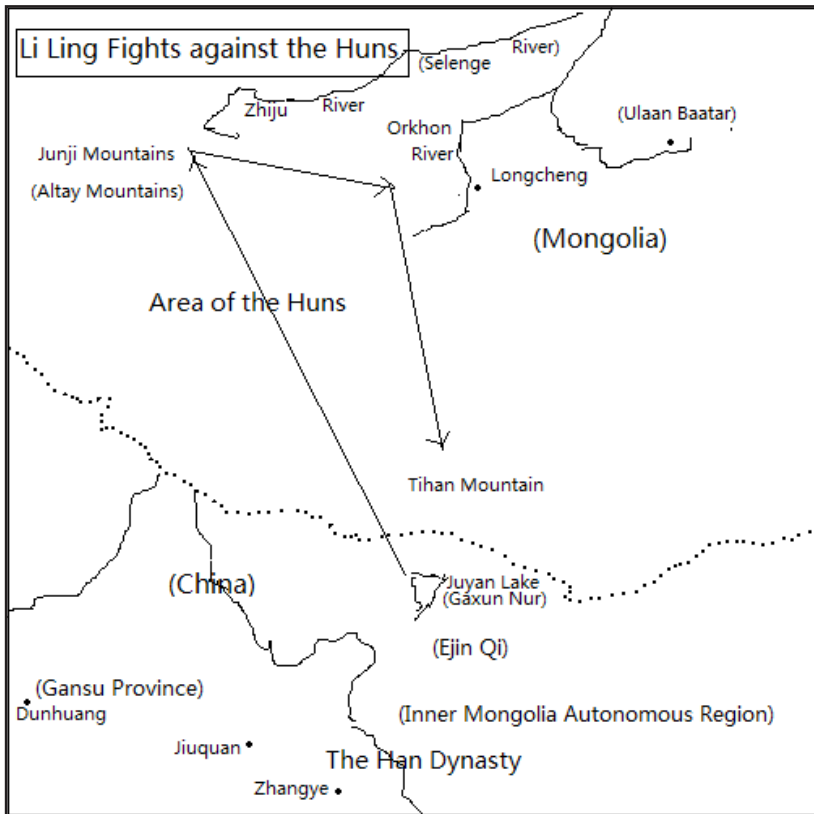 Li Ling Fights against the Huns
(Selenge River)
Zhiju River
Orkhon
River
(Ulaan Baatar)
Junji Mountains
(Altay Mountains)
Longcheng
(Mongolia)
Area of the Huns
Tihan Mountain
(China)
Juyan Lake
(Gaxun Nur)
(Ejin Qi)
(Gansu Province)
Dunhuang
(Inner Mongolia Autonomous Region)
Jiuquan
The Han Dynasty
Zhangye